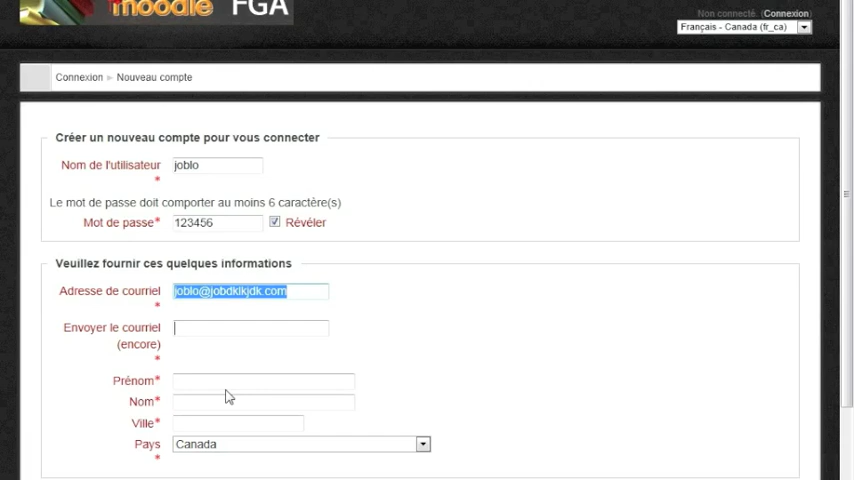 moodle FGA
Non connecté. (Connexion)
Français - Canada (fr_ca)
Connexion ► Nouveau compte
Créer un nouveau compte pour vous connecter
Nom de l'utilisateur joblo
*
Le mot de passe doit comporter au moins 6 caractère(s)
Mot de passe* 123456 Révéler
Veuillez fournir ces quelques informations
Adresse de courriel joblo@jobdklkjdk.com
*
Envoyer le courriel
(encore)
*
Prénom*
Nom*
Ville*
Pays Canada
*